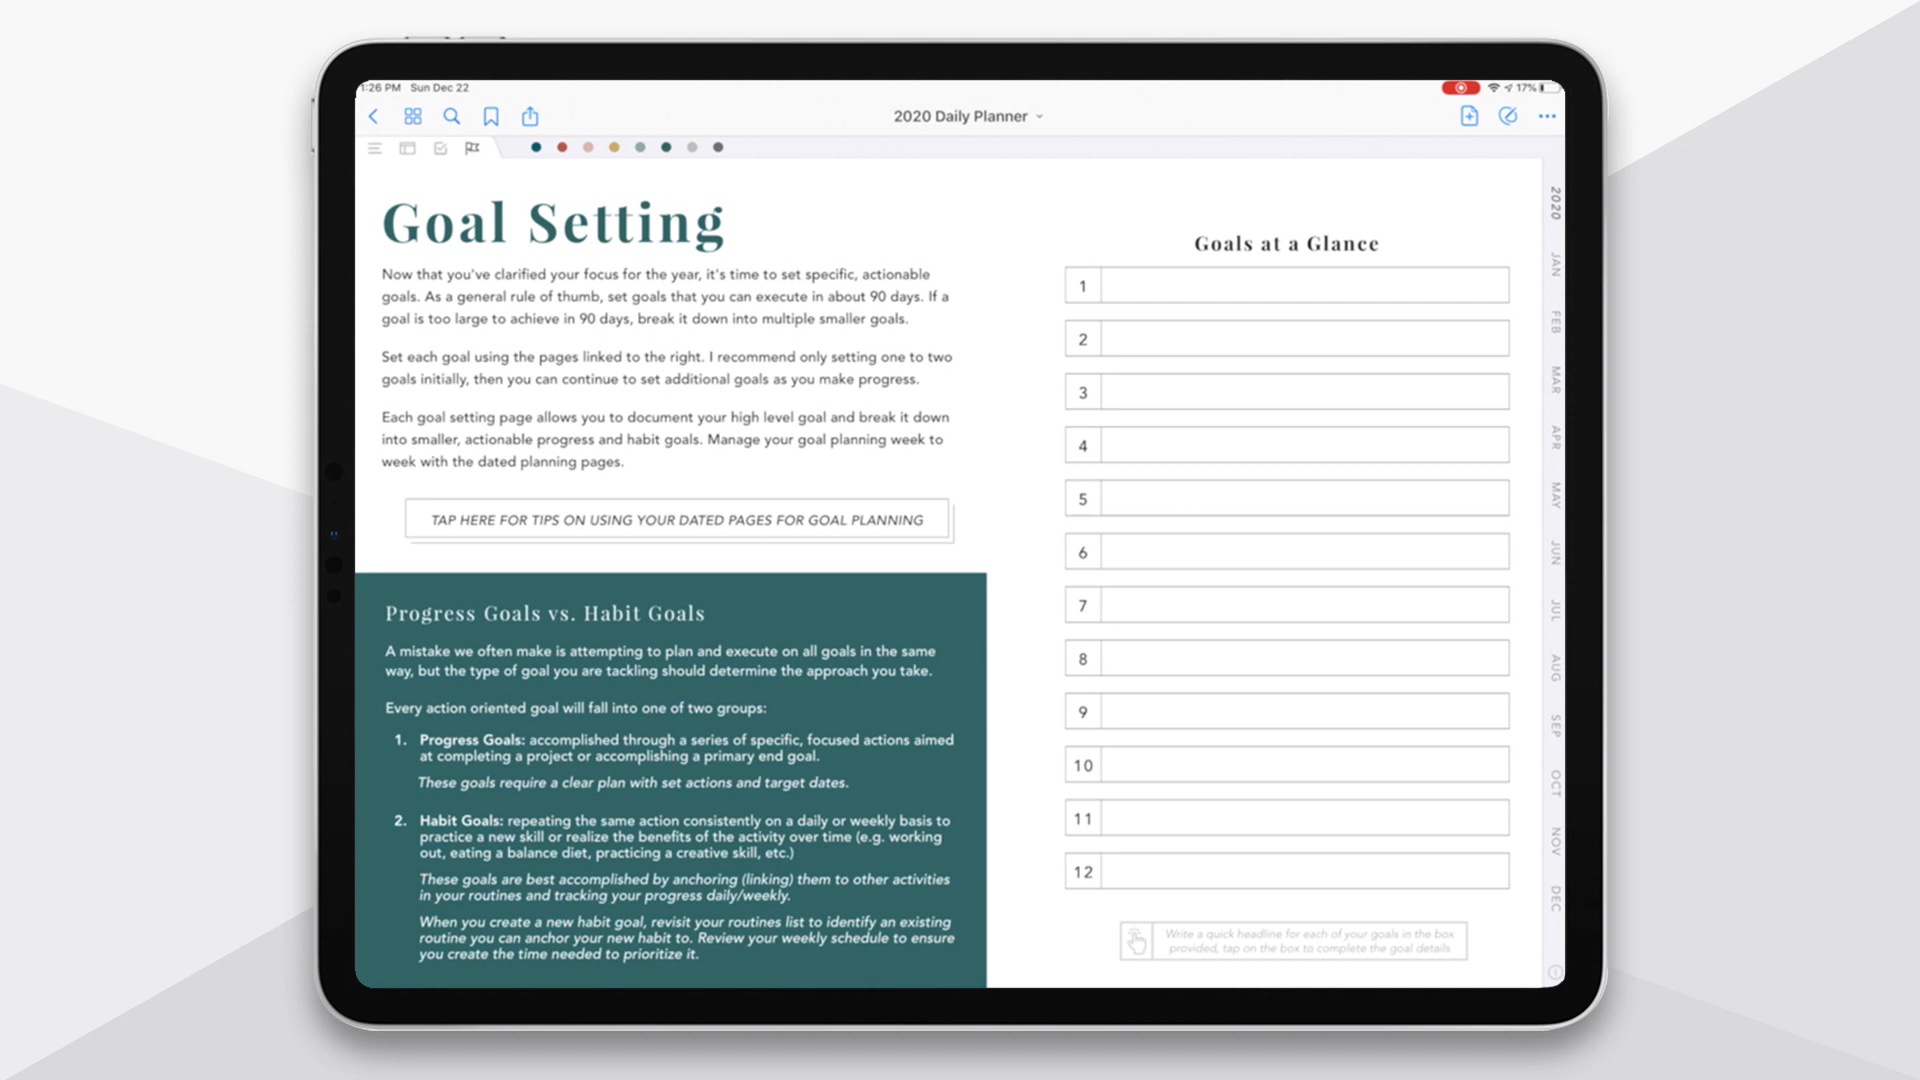 1:26 PM Sun Dec 22
17%
2020 Daily Planner
Goal Setting
Now that you've clarified your focus for the year, it's time to set specific, actionable
goals. As a general rule of thumb, set goals that you can execute in about 90 days. If a
goal is too large to achieve in 90 days, break it down into multiple smaller goals.
Set each goal using the pages linked to the right. I recommend only setting one to two
goals initially, then you can continue to set additional goals as you make progress.
Each goal setting page allows you to document your high level goal and break it down
into smaller, actionable progress and habit goals. Manage your goal planning week to
week with the dated planning pages.
TAP HERE FOR TIPS ON USING YOUR DATED PAGES FOR GOAL PLANNING
Progress Goals vs. Habit Goals
A mistake we often make is attempting to plan and execute on all goals in the same
way, but the type of goal you are tackling should determine the approach you take.
Every action oriented goal will fall into one of two groups:
1. Progress Goals: accomplished through a series of specific, focused actions aimed
at completing a project or accomplishing a primary end goal.
These goals require a clear plan with set actions and target dates.
2. Habit Goals: repeating the same action consistently on a daily or weekly basis to
practice a new skill or realize the benefits of the activity over time (e.g. working
out, eating a balance diet, practicing a creative skill, etc.)
These goals are best accomplished by anchoring (linking) them to other activities
in your routines and tracking your progress daily/weekly.
When you create a new habit goal, revisit your routines list to identify an existing
routine you can anchor your new habit to. Review your weekly schedule to ensure
you create the time needed to prioritize it.
Goals at a Glance
1
2
3
4
5
6
7
8
9
10
11
12
Write a quick headline for each of your goals in the box
provided, tap on the box to complete the goal details
2020
JAN
FEB
MAR
APR
MAY
JUN
JUL
AUG
SEP
OCT
NOV
DEC